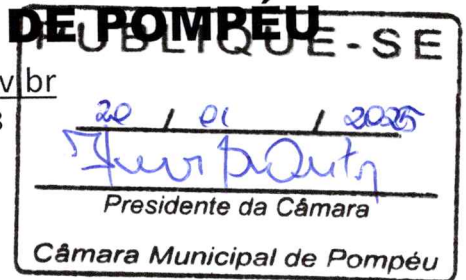 DE POMPÉU
PUBLIQUE-SE
v.br
20 / 01 / 2025
Presidente da Câmara
Câmara Municipal de Pompéu